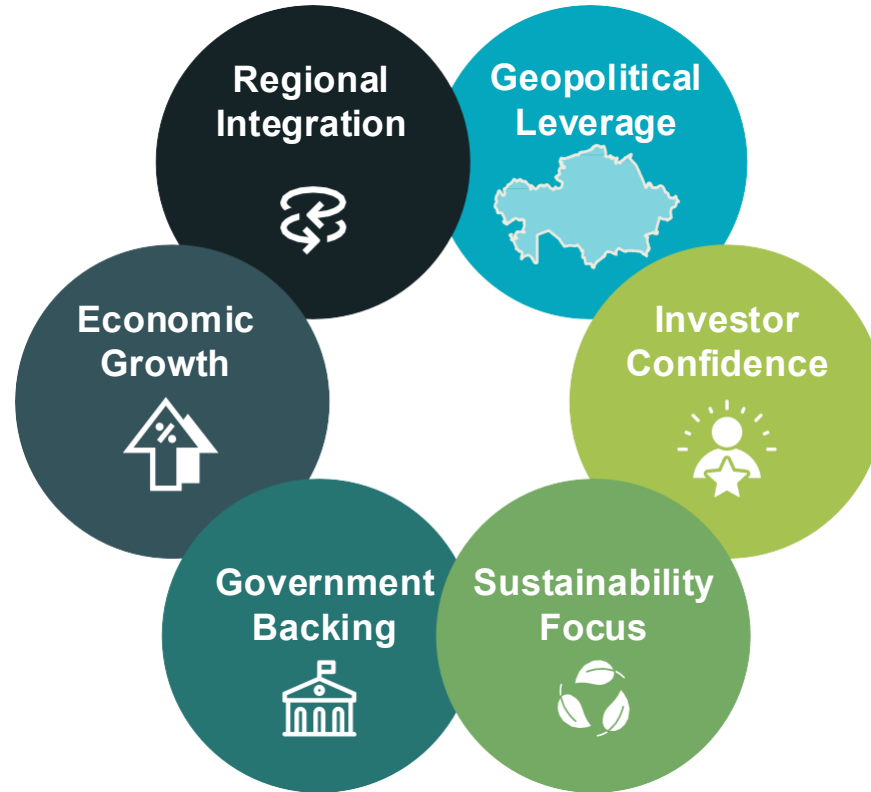 Regional
Integration
Geopolitical
Leverage
Economic
Growth
%
Investor
Confidence
Government
Backing
Sustainability
Focus